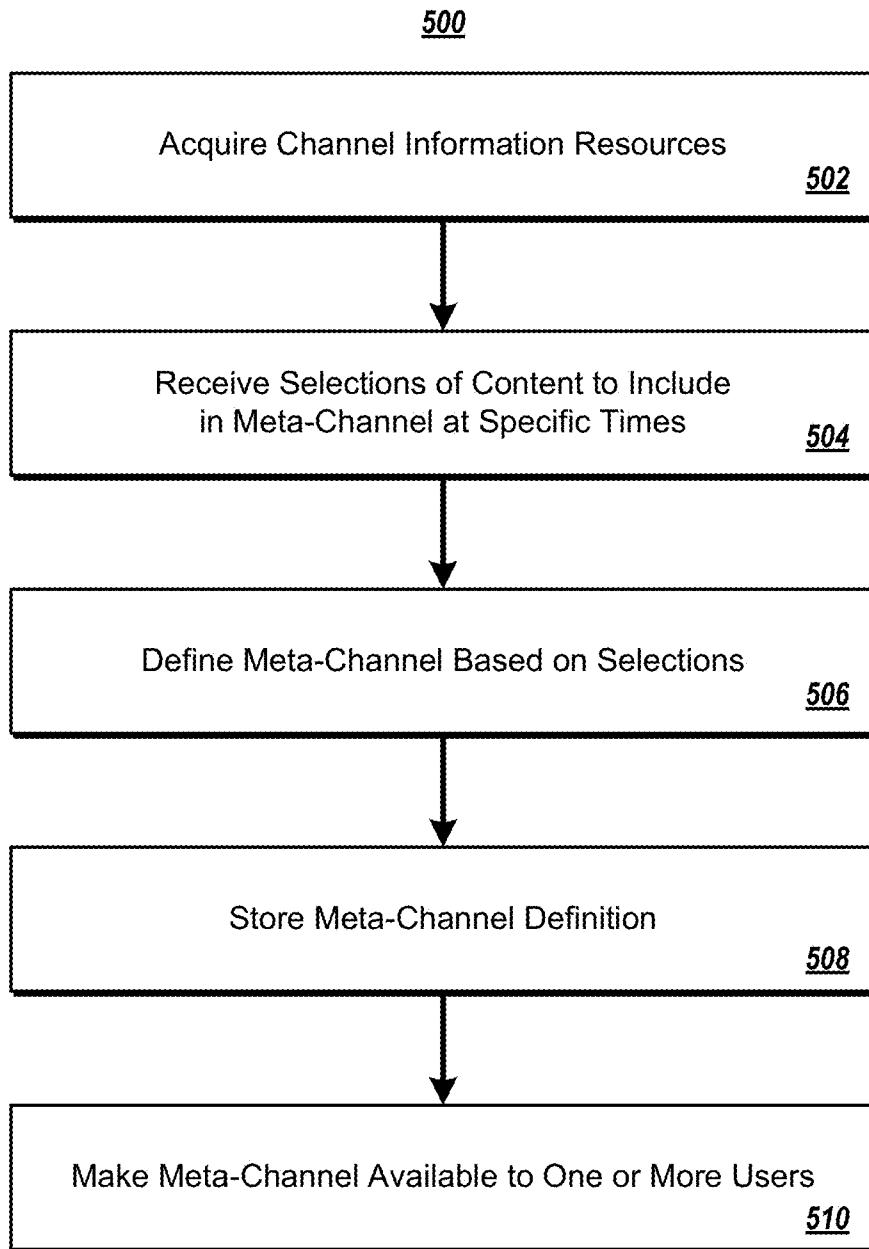 500
Acquire Channel Information Resources
502
Receive Selections of Content to Include
in Meta-Channel at Specific Times
504
Define Meta-Channel Based on Selections
506
Store Meta-Channel Definition
508
Make Meta-Channel Available to One or More Users
510